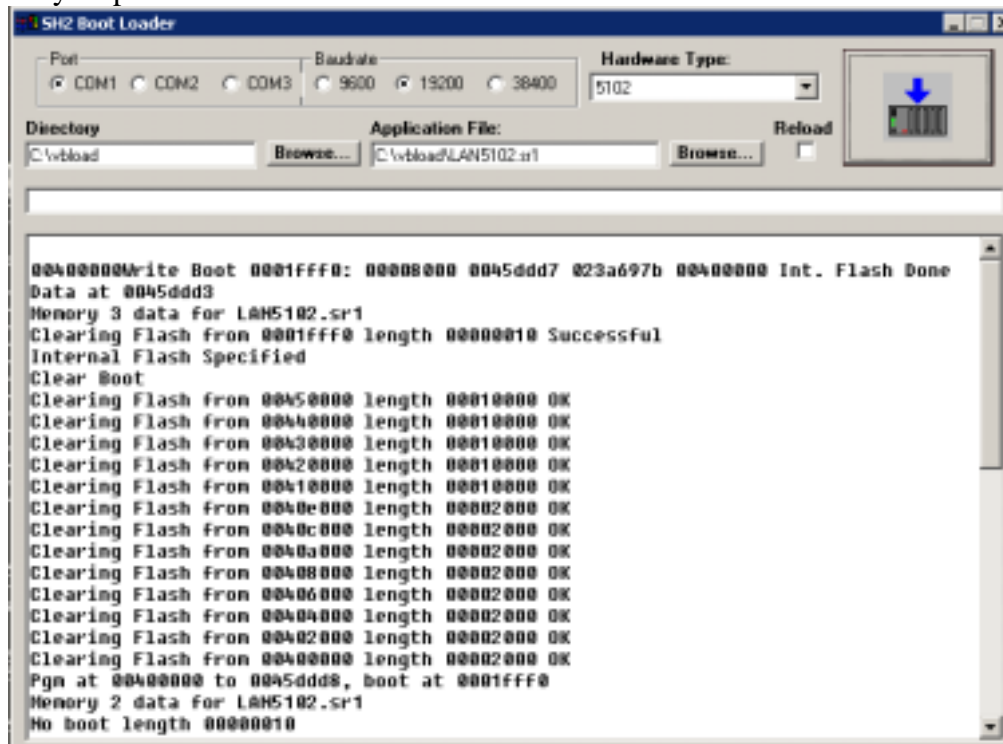 SH2 Boot Loader
Port Baudrate Hardware Type:
COM1 COM2 COM3 9600 19200 38400 5102
Directory Application File: Reload
C:\vbload Browse... C:\vbload\LAN5102.sr1 Browse...
00400000Write Boot 0001fff0: 00008000 0045ddd7 023a697b 00400000 Int. Flash Done
Data at 0045ddd3
Memory 3 data for LAN5102.sr1
Clearing Flash from 0001fff0 length 00000010 Successful
Internal Flash Specified
Clear Boot
Clearing Flash from 00450000 length 00010000 OK
Clearing Flash from 00440000 length 00010000 OK
Clearing Flash from 00430000 length 00010000 OK
Clearing Flash from 00420000 length 00010000 OK
Clearing Flash from 00410000 length 00010000 OK
Clearing Flash from 0040e000 length 00002000 OK
Clearing Flash from 0040c000 length 00002000 OK
Clearing Flash from 0040a000 length 00002000 OK
Clearing Flash from 00408000 length 00002000 OK
Clearing Flash from 00406000 length 00002000 OK
Clearing Flash from 00404000 length 00002000 OK
Clearing Flash from 00402000 length 00002000 OK
Clearing Flash from 00400000 length 00002000 OK
Pgm at 00400000 to 0045ddd8, boot at 0001fff0
Memory 2 data for LAN5102.sr1
No boot length 00000010